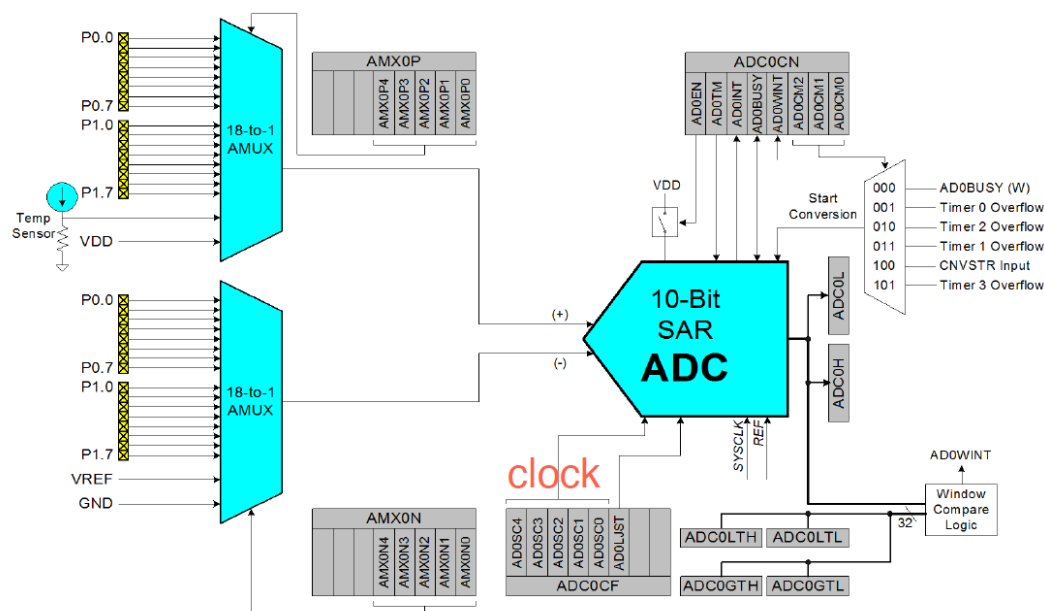 P0.0
P0.7
P1.0
P1.7
18-to-1
AMUX
Temp
Sensor
VDD
AMX0P
AMX0P4
AMX0P3
AMX0P2
AMX0P1
AMX0P0
ADC0CN
AD0EN
AD0TM
AD0INT
AD0BUSY
AD0WINT
AD0CM2
AD0CM1
AD0CM0
VDD
Start
Conversion
000 AD0BUSY (W)
001 Timer 0 Overflow
010 Timer 2 Overflow
011 Timer 1 Overflow
100 CNVSTR Input
101 Timer 3 Overflow
P0.0
P0.7
P1.0
P1.7
18-to-1
AMUX
VREF
GND
(+)
(-)
10-Bit
SAR
ADC
ADC0L
ADC0H
SYSCLK
REF
clock
AMX0N
AMX0N4
AMX0N3
AMX0N2
AMX0N1
AMX0N0
AD0SC4
AD0SC3
AD0SC2
AD0SC1
AD0SC0
AD0LJST
ADC0CF
AD0WINT
Window
Compare
Logic
32
ADC0LTH
ADC0LTL
ADC0GTH
ADC0GTL